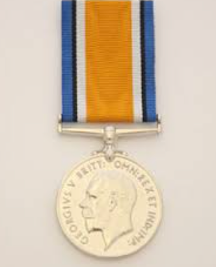 GEORGIVS V BRITT: OMN: REX ET IND: IMP: